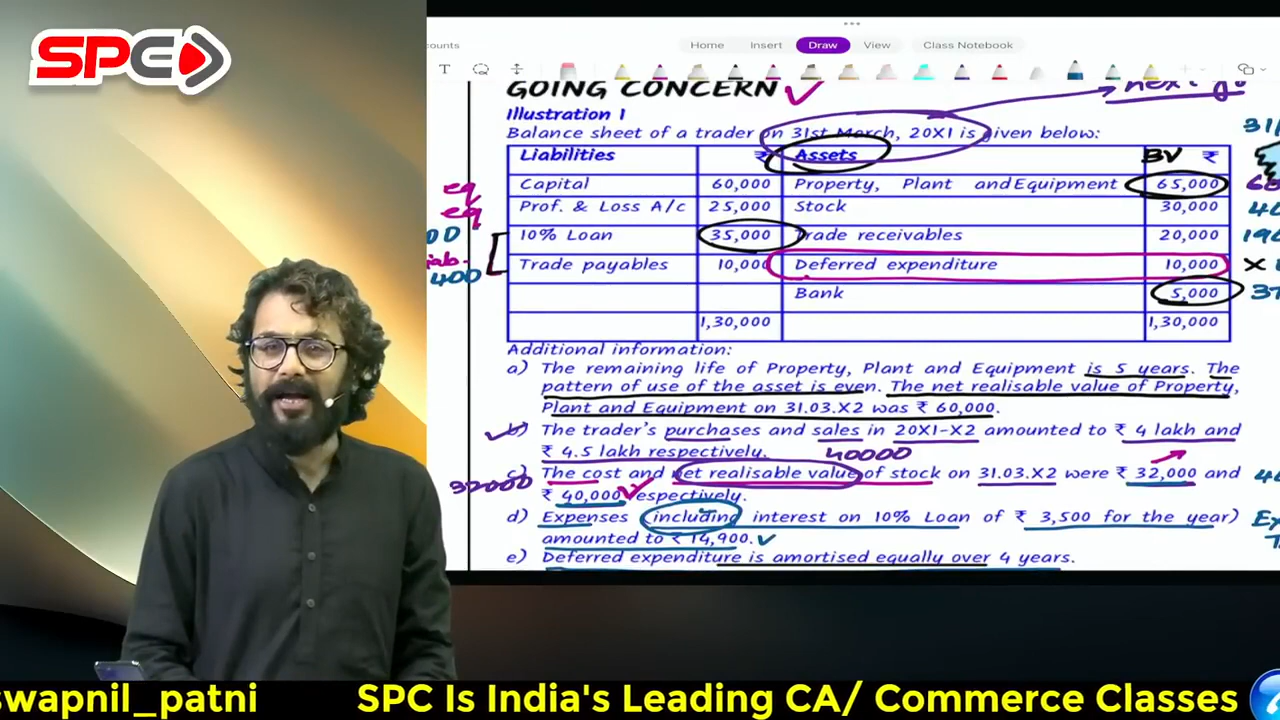 SPC
ounts
Home Insert Draw View Class Notebook
GOING CONCERN
Illustration 1
Balance sheet of a trader on 31st March, 20X1 is given below:
Liabilities ₹ Assets BV ₹
Capital 60,000 Property, Plant and Equipment 65,000
Prof. & Loss A/c 25,000 Stock 30,000
10% Loan 35,000 Trade receivables 20,000
Trade payables 10,000 Deferred expenditure 10,000
Bank 5,000
1,30,000 1,30,000
eq
eq
400
Additional information:
a) The remaining life of Property, Plant and Equipment is 5 years. The
pattern of use of the asset is even. The net realisable value of Property,
Plant and Equipment on 31.03.X2 was ₹ 60,000.
b) The trader's purchases and sales in 20X1-X2 amounted to ₹ 4 lakh and
₹ 4.5 lakh respectively. 40000
c) The cost and net realisable value of stock on 31.03.X2 were ₹ 32,000 and
32000 ₹ 40,000 respectively.
d) Expenses (including interest on 10% Loan of ₹ 3,500 for the year)
amounted to ₹ 14,900.
e) Deferred expenditure is amortised equally over 4 years.
swapnil_patni SPC Is India's Leading CA/ Commerce Classes